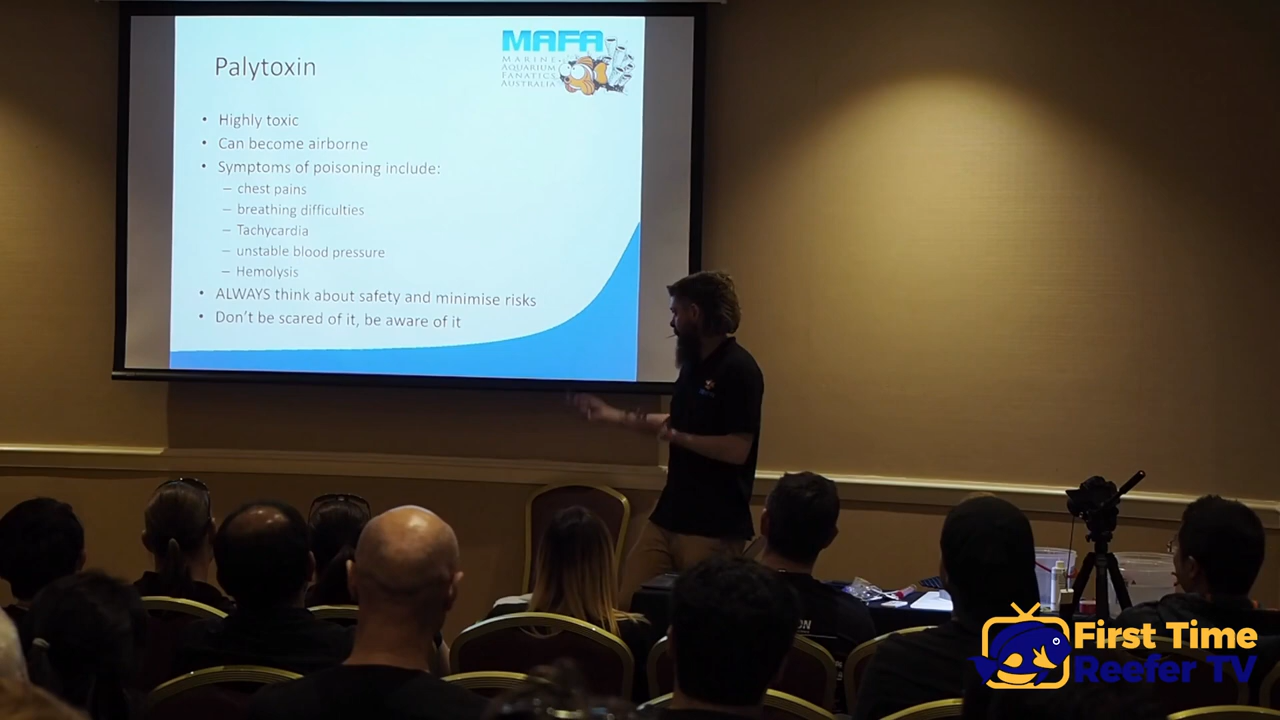 MAFA
MARINE
AQUARIUM
FANATICS
AUSTRALIA
Palytoxin
• Highly toxic
• Can become airborne
• Symptoms of poisoning include:
– chest pains
– breathing difficulties
– Tachycardia
– unstable blood pressure
– Hemolysis
• ALWAYS think about safety and minimise risks
• Don't be scared of it, be aware of it
First Time
Reefer TV